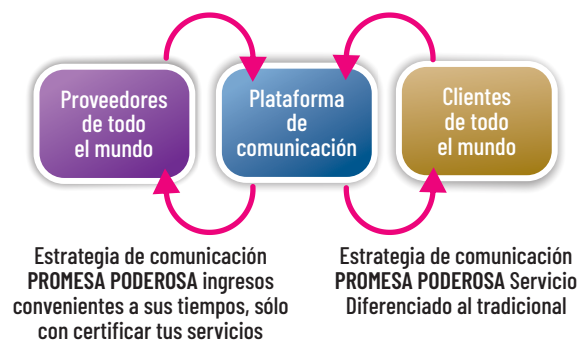 Proveedores
de todo
el mundo
Plataforma
de
comunicación
Clientes
de todo
el mundo
Estrategia de comunicación
PROMESA PODEROSA ingresos
convenientes a sus tiempos, sólo
con certificar tus servicios
Estrategia de comunicación
PROMESA PODEROSA Servicio
Diferenciado al tradicional